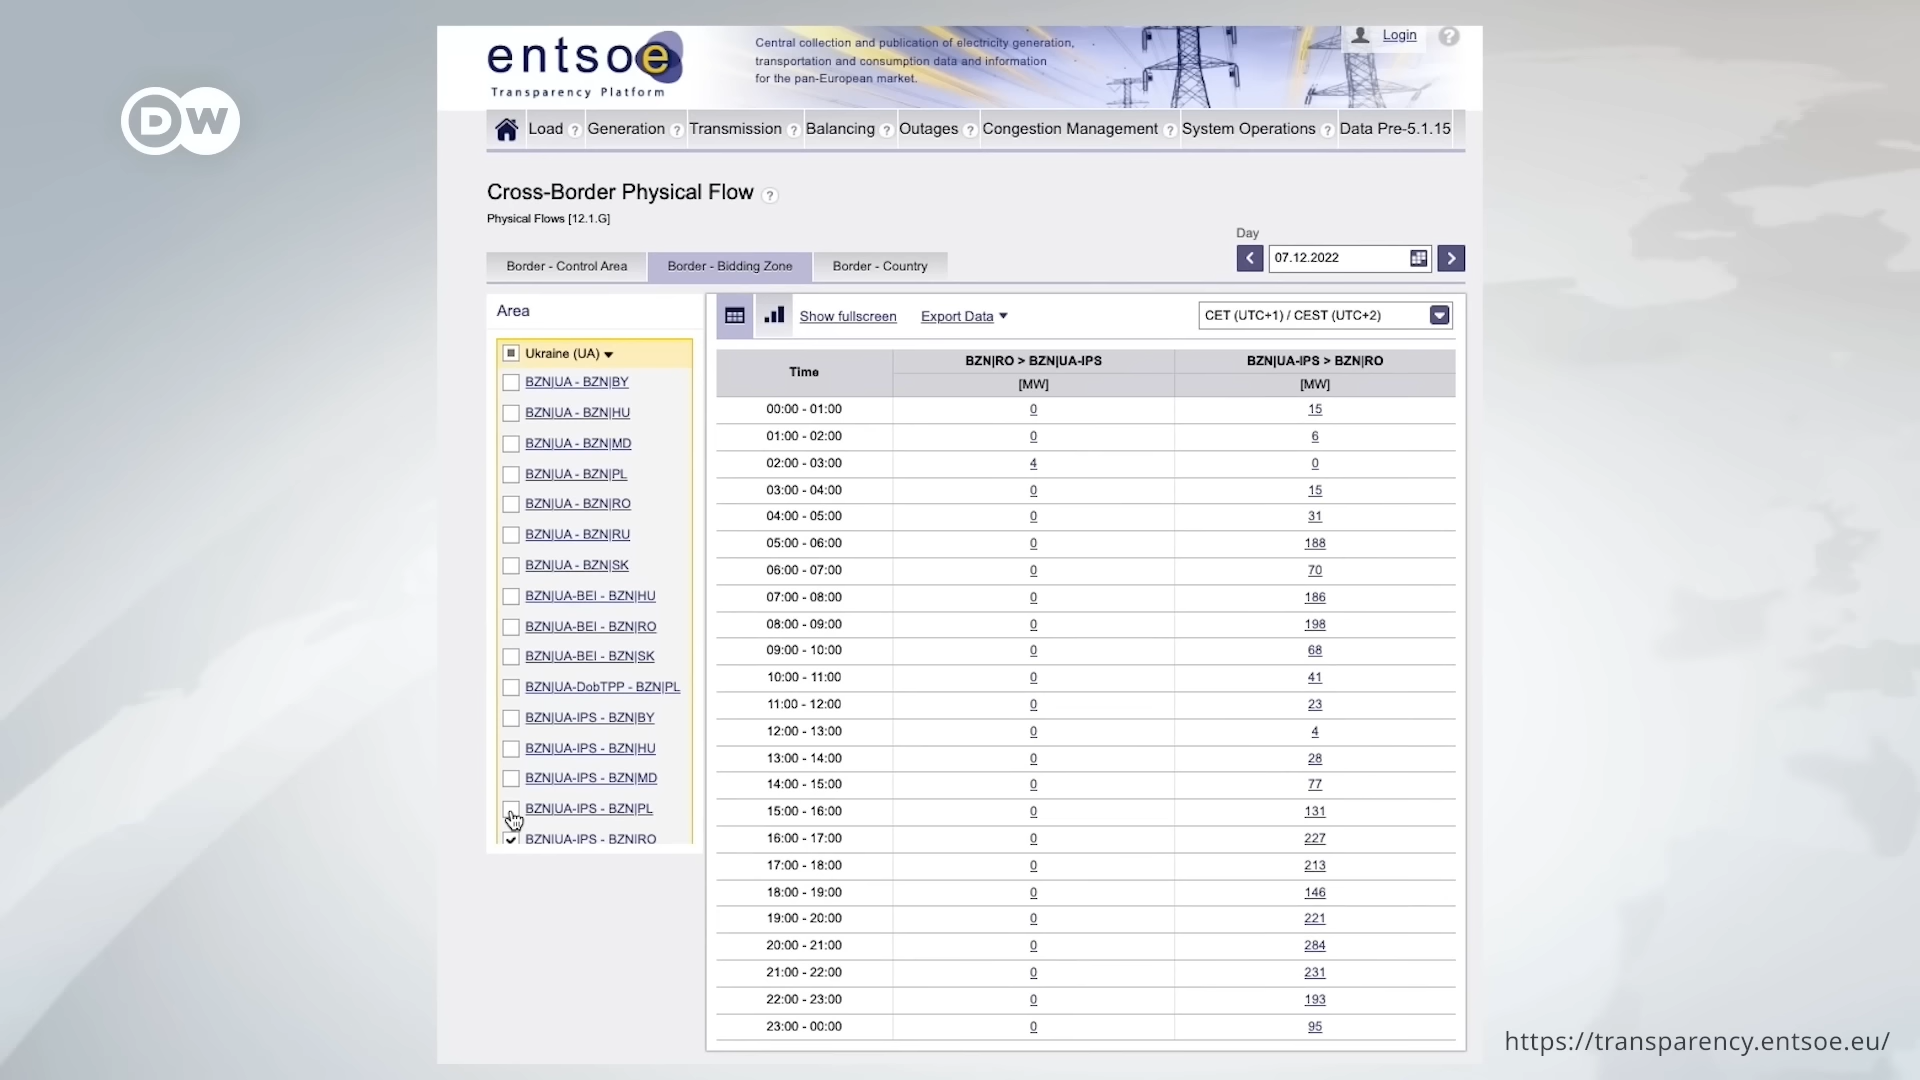 DW
entsoe
Transparency Platform
Central collection and publication of electricity generation,
transportation and consumption data and information
for the pan-European market.
Login ?
Load ? Generation ? Transmission ? Balancing ? Outages ? Congestion Management ? System Operations ? Data Pre-5.1.15
Cross-Border Physical Flow ?
Physical Flows [12.1.G]
Day
07.12.2022
Border - Control Area Border - Bidding Zone Border - Country
Area
Ukraine (UA)
BZN|UA - BZN|BY
BZN|UA - BZN|HU
BZN|UA - BZN|MD
BZN|UA - BZN|PL
BZN|UA - BZN|RO
BZN|UA - BZN|RU
BZN|UA - BZN|SK
BZN|UA-BEI - BZN|HU
BZN|UA-BEI - BZN|RO
BZN|UA-BEI - BZN|SK
BZN|UA-DobTPP - BZN|PL
BZN|UA-IPS - BZN|BY
BZN|UA-IPS - BZN|HU
BZN|UA-IPS - BZN|MD
BZN|UA-IPS - BZN|PL
BZN|UA-IPS - BZN|RO
Show fullscreen Export Data CET (UTC+1) / CEST (UTC+2)
Time BZN|RO > BZN|UA-IPS BZN|UA-IPS > BZN|RO
[MW] [MW]
00:00 - 01:00 0 15
01:00 - 02:00 0 6
02:00 - 03:00 4 0
03:00 - 04:00 0 15
04:00 - 05:00 0 31
05:00 - 06:00 0 188
06:00 - 07:00 0 70
07:00 - 08:00 0 186
08:00 - 09:00 0 198
09:00 - 10:00 0 68
10:00 - 11:00 0 41
11:00 - 12:00 0 23
12:00 - 13:00 0 4
13:00 - 14:00 0 28
14:00 - 15:00 0 77
15:00 - 16:00 0 131
16:00 - 17:00 0 227
17:00 - 18:00 0 213
18:00 - 19:00 0 146
19:00 - 20:00 0 221
20:00 - 21:00 0 284
21:00 - 22:00 0 231
22:00 - 23:00 0 193
23:00 - 00:00 0 95
https://transparency.entsoe.eu/